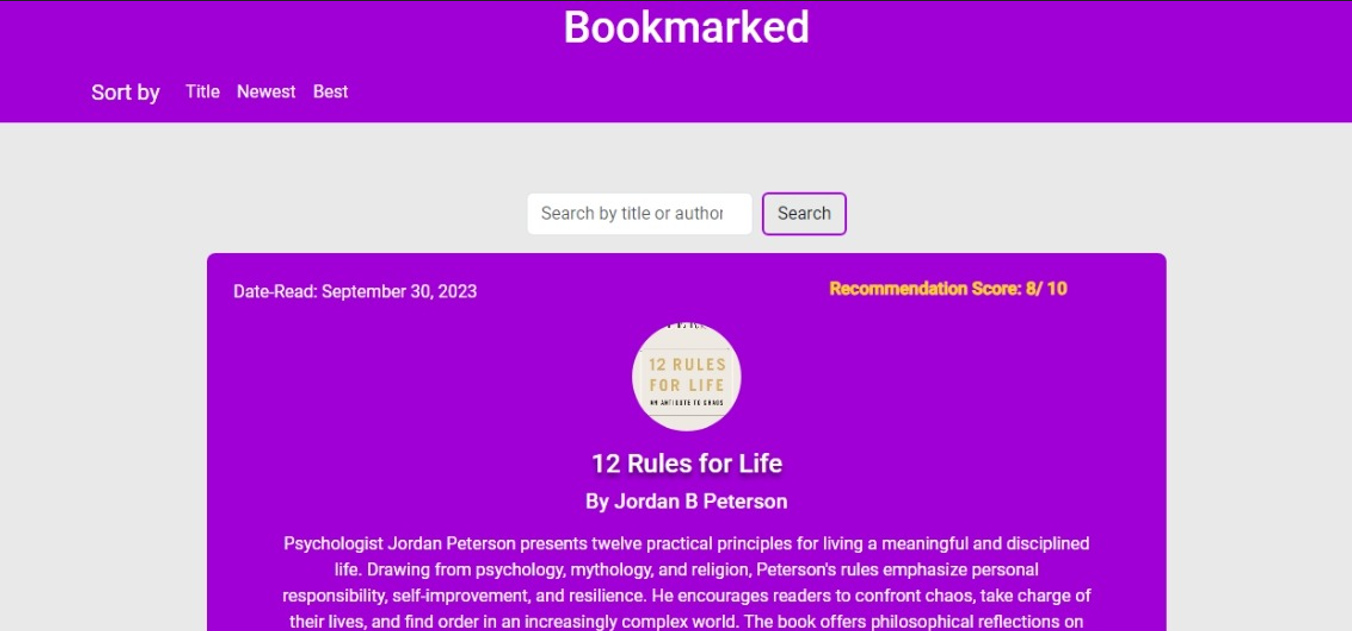 Bookmarked
Sort by Title Newest Best
Search by title or author Search
Date-Read: September 30, 2023 Recommendation Score: 8/ 10
12 RULES
FOR LIFE
AN ANTIDOTE TO CHAOS
12 Rules for Life
By Jordan B Peterson
Psychologist Jordan Peterson presents twelve practical principles for living a meaningful and disciplined
life. Drawing from psychology, mythology, and religion, Peterson's rules emphasize personal
responsibility, self-improvement, and resilience. He encourages readers to confront chaos, take charge of
their lives, and find order in an increasingly complex world. The book offers philosophical reflections on